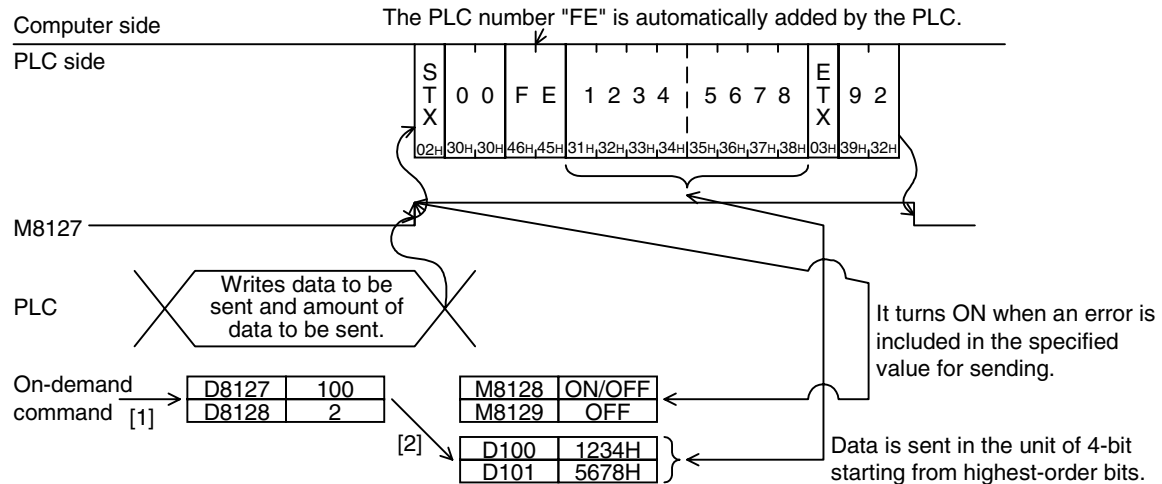 Computer side
The PLC number "FE" is automatically added by the PLC.
PLC side
STX
0 0
F E
1 2 3 4
5 6 7 8
ETX
9 2
02H 30H 30H 46H 45H 31H 32H 33H 34H 35H 36H 37H 38H 03H 39H 32H
M8127
PLC
Writes data to be
sent and amount of
data to be sent.
It turns ON when an error is
included in the specified
value for sending.
On-demand
command [1]
D8127 100
D8128 2
M8128 ON/OFF
M8129 OFF
[2]
D100 1234H
D101 5678H
Data is sent in the unit of 4-bit
starting from highest-order bits.